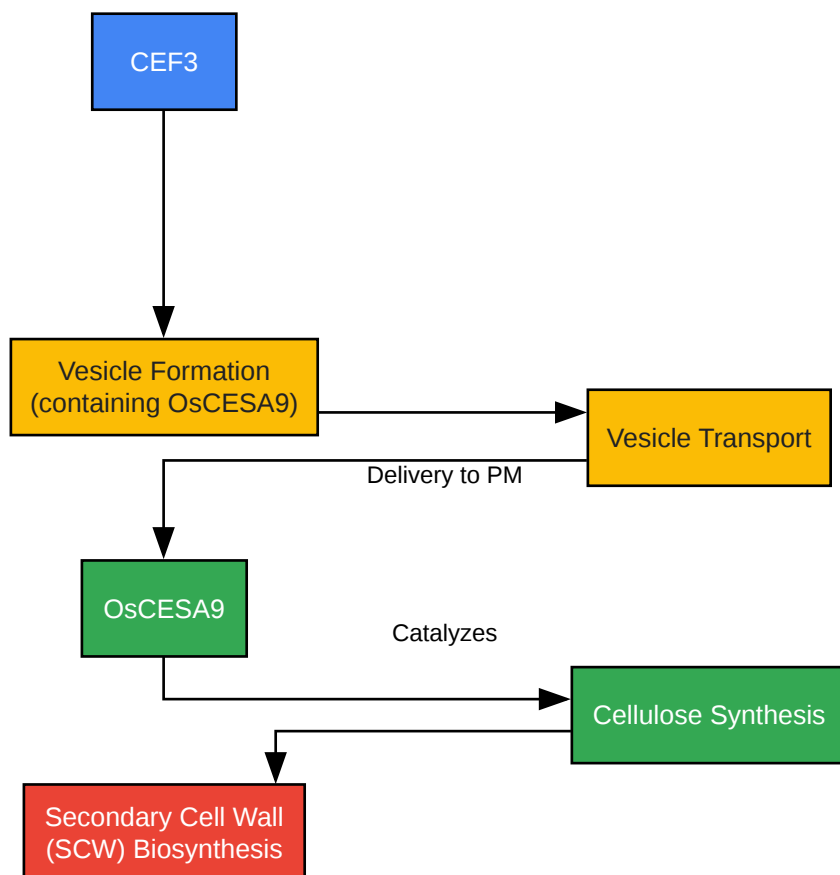 CEF3
Vesicle Formation
(containing OsCESA9)
Vesicle Transport
Delivery to PM
OsCESA9
Catalyzes
Cellulose Synthesis
Secondary Cell Wall
(SCW) Biosynthesis